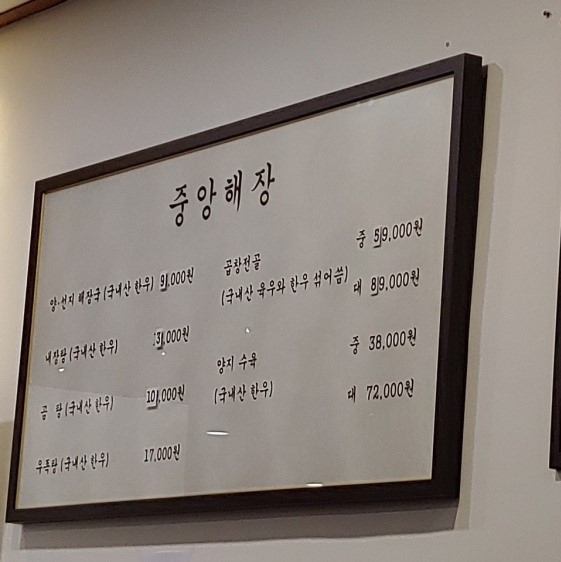 중앙해장
양·선지 해장국(국내산 한우) 9,000원
내장탕(국내산 한우)
곰 탕(국내산 한우) 10,000원
우족탕(국내산 한우) 17,000원
곱창전골
(국내산 육우와 한우 섞어씀)
중 59,000원
대 89,000원
양지 수육
(국내산 한우)
중 38,000원
대 72,000원